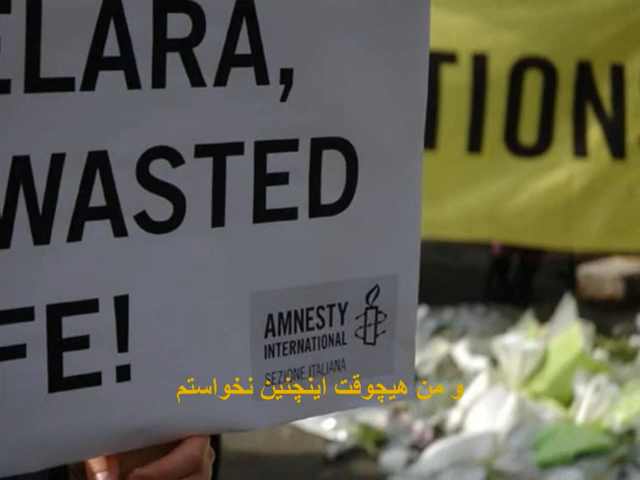 ELARA,
WASTED
FE!
TION
AMNESTY
INTERNATIONAL
SEZIONE ITALIANA
و من هیچوقت اینچنین نخواستم